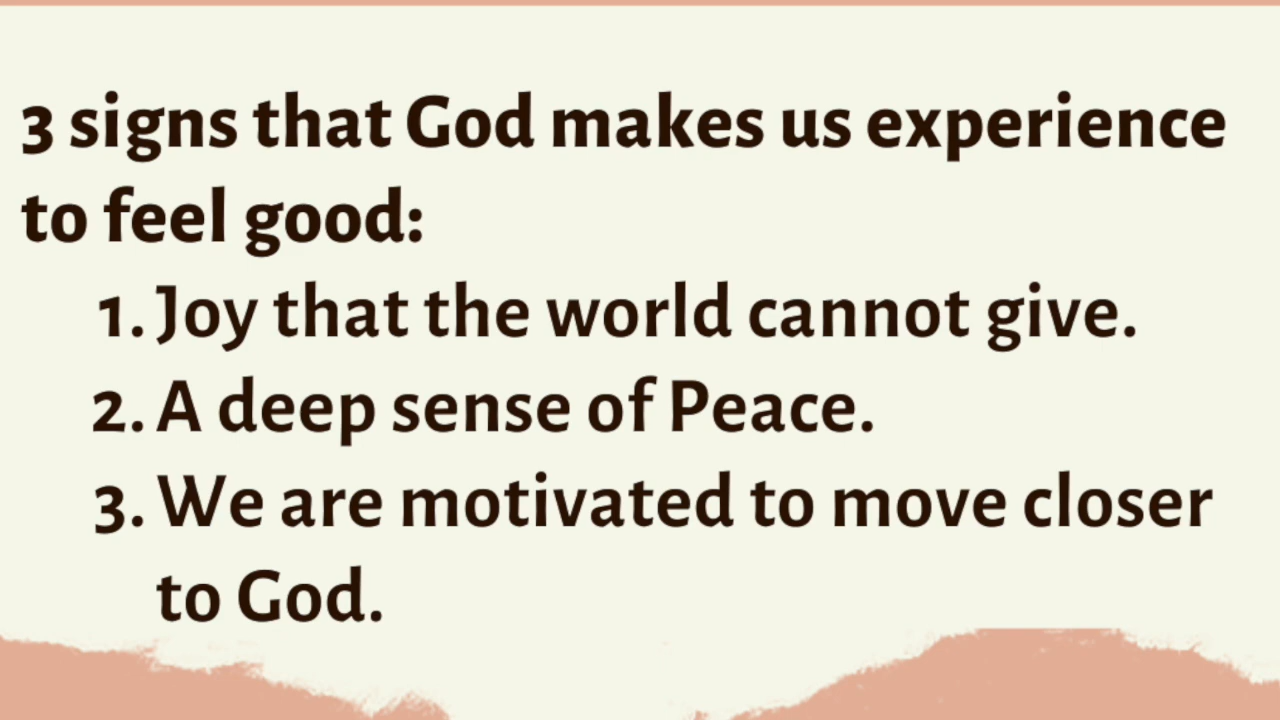 3 signs that God makes us experience
to feel good:
1. Joy that the world cannot give.
2. A deep sense of Peace.
3. We are motivated to move closer
to God.